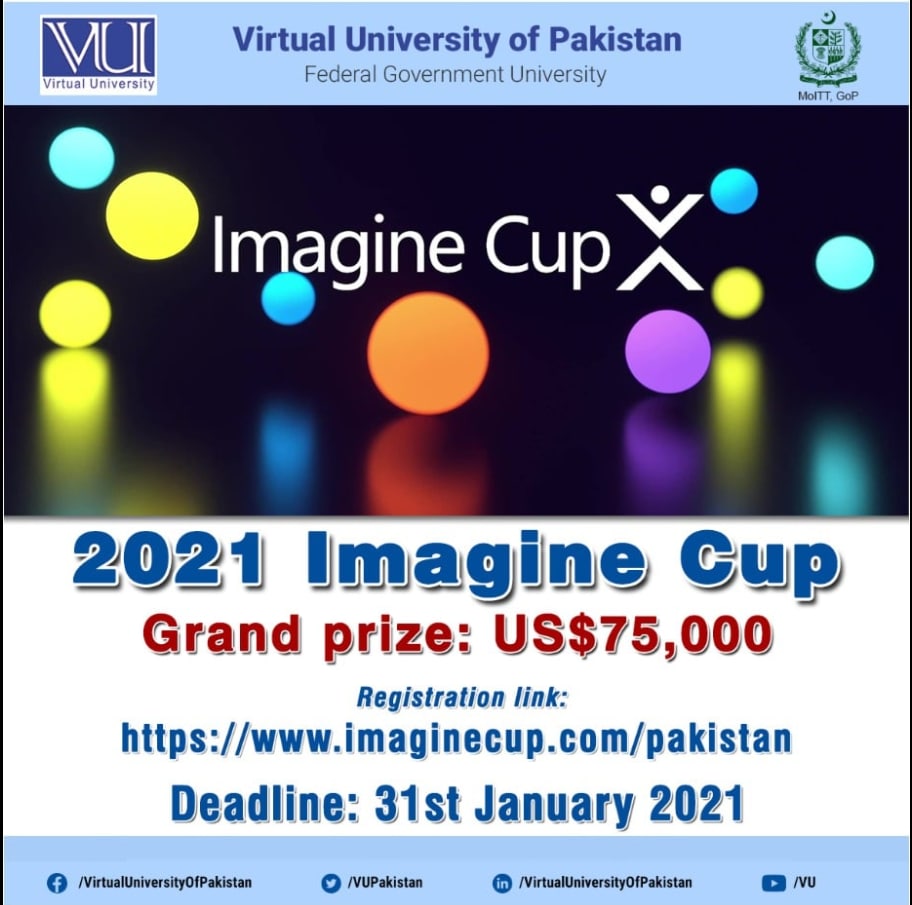 VU
Virtual University
Virtual University of Pakistan
Federal Government University
MoITT, GoP
Imagine Cup
2021 Imagine Cup
Grand prize: US$75,000
Registration link:
https://www.imaginecup.com/pakistan
Deadline: 31st January 2021
/VirtualUniversityOfPakistan
/VUPakistan
/VirtualUniversityOfPakistan
/VU